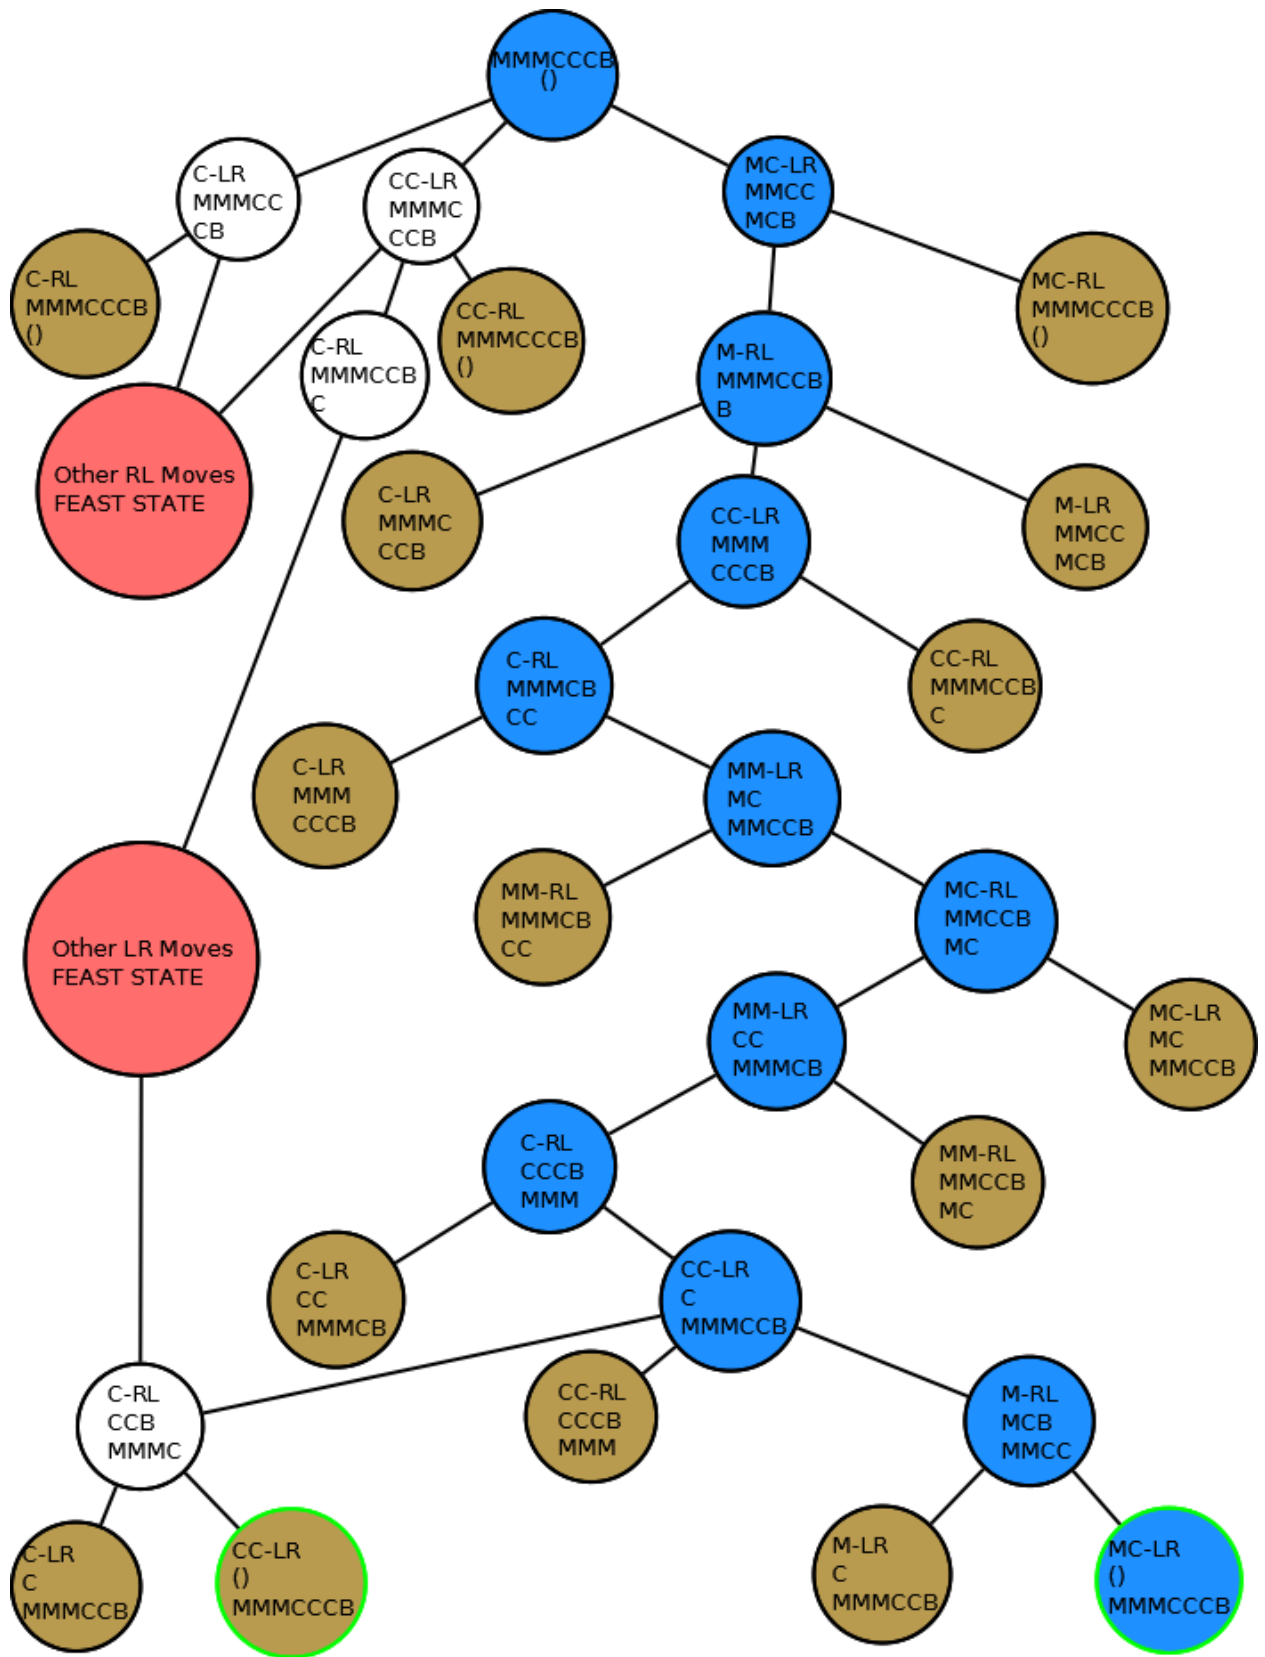 MMMCCCB
()
C-LR
MMMCC
CB
CC-LR
MMMC
CCB
MC-LR
MMCC
MCB
C-RL
MMMCCCB
()
CC-RL
MMMCCCB
()
MC-RL
MMMCCCB
()
C-RL
MMMCCB
C
M-RL
MMMCCB
B
Other RL Moves
FEAST STATE
C-LR
MMMC
CCB
CC-LR
MMM
CCCB
M-LR
MMCC
MCB
C-RL
MMMCB
CC
CC-RL
MMMCCB
C
C-LR
MMM
CCCB
MM-LR
MC
MMCCB
MM-RL
MMMCB
CC
MC-RL
MMCCB
MC
Other LR Moves
FEAST STATE
MM-LR
CC
MMMCB
MC-LR
MC
MMCCB
C-RL
CCCB
MMM
MM-RL
MMCCB
MC
C-LR
CC
MMMCB
CC-LR
C
MMMCCB
C-RL
CCB
MMMC
CC-RL
CCCB
MMM
M-RL
MCB
MMCC
C-LR
C
MMMCCB
CC-LR
()
MMMCCCB
M-LR
C
MMMCCB
MC-LR
()
MMMCCCB